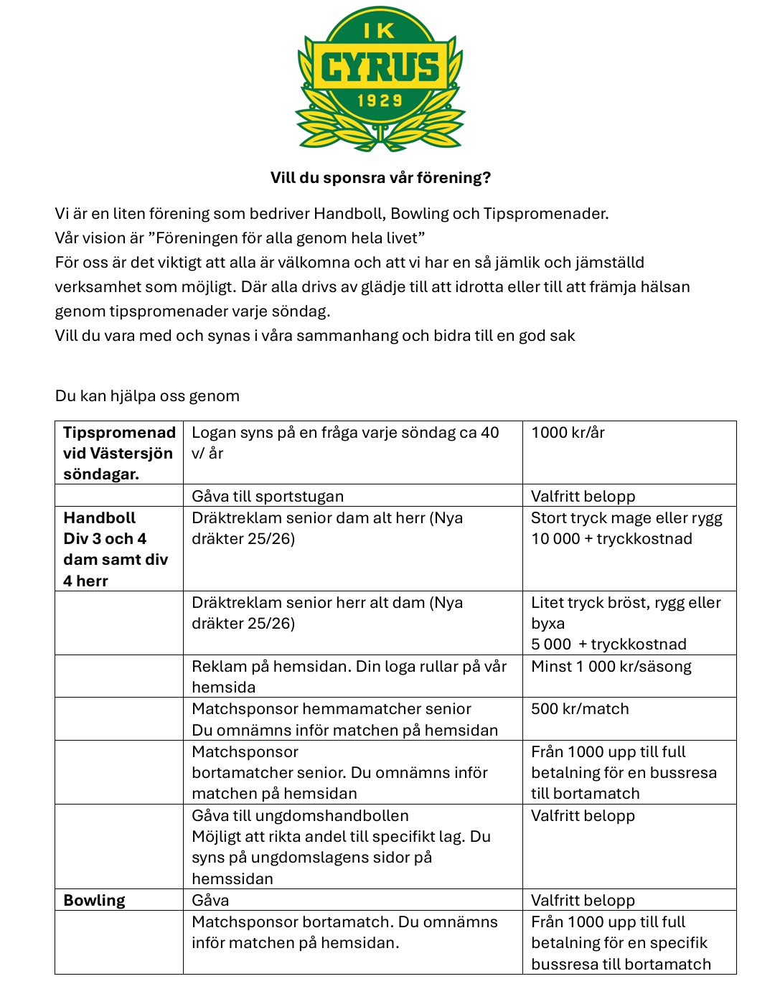 IK
CYRUS
1929
Vill du sponsra vår förening?
Vi är en liten förening som bedriver Handboll, Bowling och Tipspromenader.
Vår vision är ”Föreningen för alla genom hela livet”
För oss är det viktigt att alla är välkomna och att vi har en så jämlik och jämställd
verksamhet som möjligt. Där alla drivs av glädje till att idrotta eller till att främja hälsan
genom tipspromenader varje söndag.
Vill du vara med och synas i våra sammanhang och bidra till en god sak
Du kan hjälpa oss genom
Tipspromenad
vid Västersjön
söndagar.
Logan syns på en fråga varje söndag ca 40
v/ år
1000 kr/år
Gåva till sportstugan
Valfritt belopp
Handboll
Div 3 och 4
dam samt div
4 herr
Dräktreklam senior dam alt herr (Nya
dräkter 25/26)
Stort tryck mage eller rygg
10 000 + tryckkostnad
Dräktreklam senior herr alt dam (Nya
dräkter 25/26)
Litet tryck bröst, rygg eller
byxa
5 000  + tryckkostnad
Reklam på hemsidan. Din loga rullar på vår
hemsida
Minst 1 000 kr/säsong
Matchsponsor hemmamatcher senior
Du omnämns inför matchen på hemsidan
500 kr/match
Matchsponsor
bortamatcher senior. Du omnämns inför
matchen på hemsidan
Från 1000 upp till full
betalning för en bussresa
till bortamatch
Gåva till ungdomshandbollen
Möjligt att rikta andel till specifikt lag. Du
syns på ungdomslagens sidor på
hemssidan
Valfritt belopp
Bowling
Gåva
Valfritt belopp
Matchsponsor bortamatch. Du omnämns
inför matchen på hemsidan.
Från 1000 upp till full
betalning för en specifik
bussresa till bortamatch